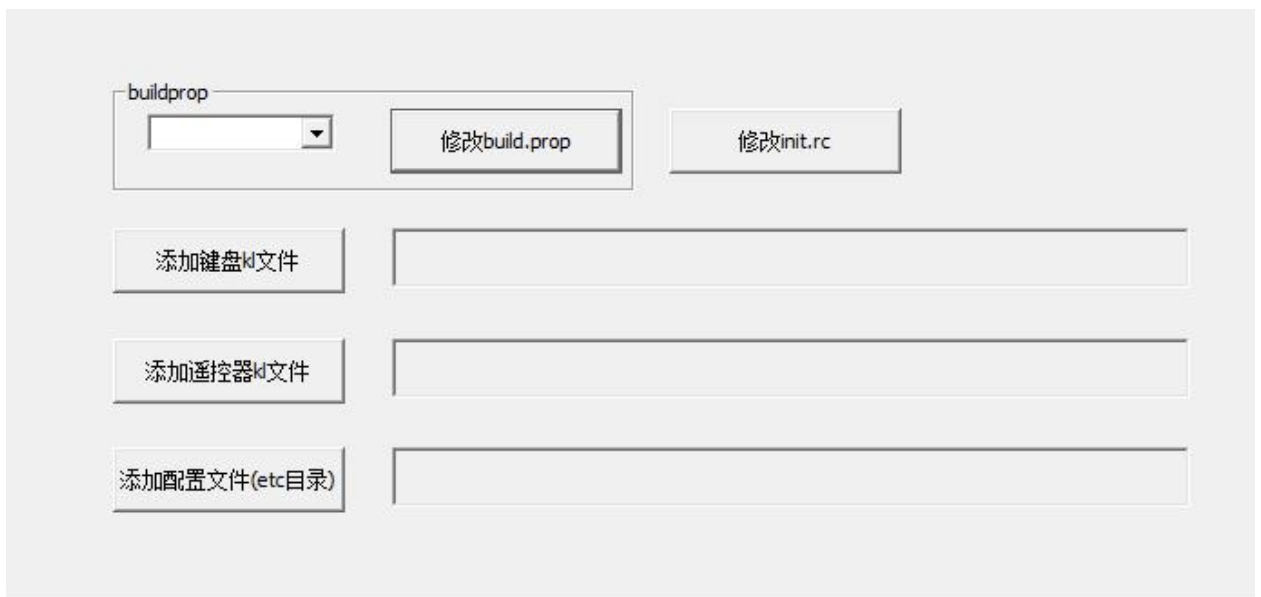 buildprop
修改build.prop
修改init.rc
添加键盘kl文件
添加遥控器kl文件
添加配置文件(etc目录)